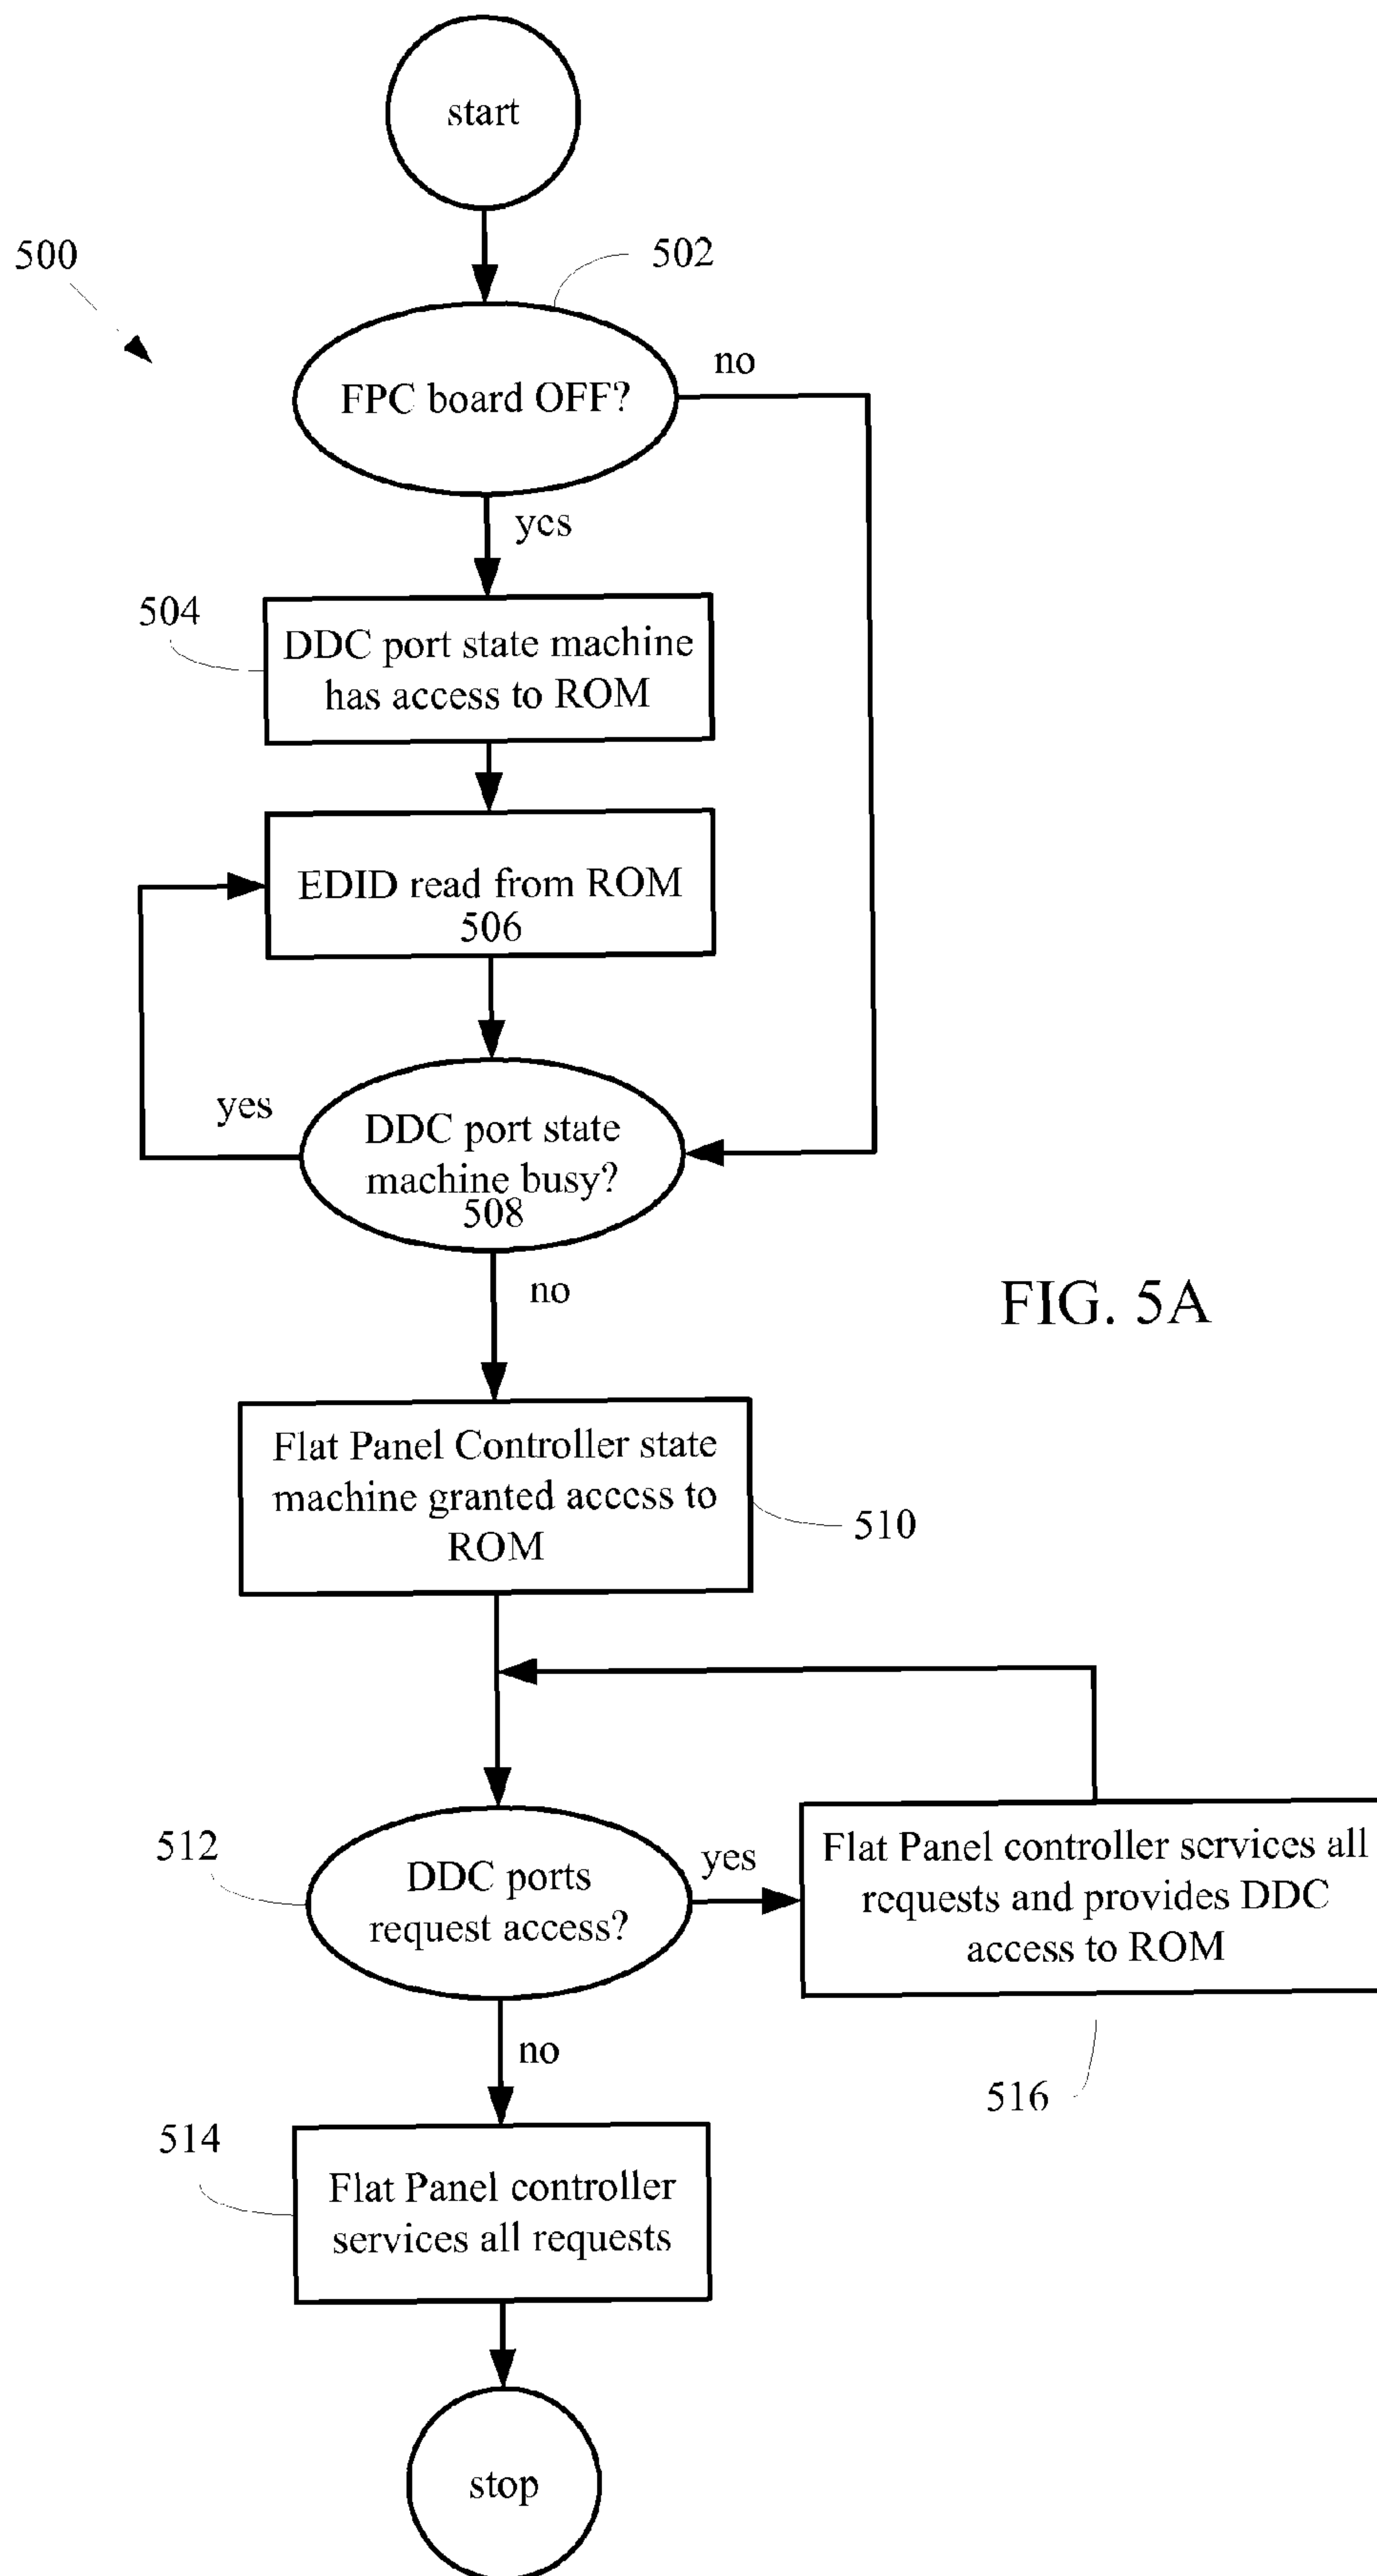 start
500
502
FPC board OFF?
no
yes
504
DDC port state machine
has access to ROM
EDID read from ROM
506
yes
DDC port state
machine busy?
508
no
FIG. 5A
Flat Panel Controller state
machine granted access to
ROM
510
512
DDC ports
request access?
yes
Flat Panel controller services all
requests and provides DDC
access to ROM
no
516
514
Flat Panel controller
services all requests
stop